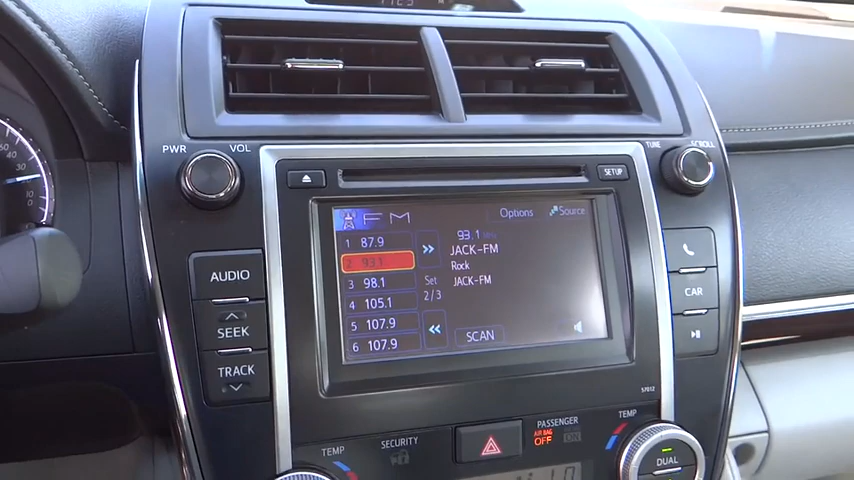 PWR VOL
TUNE SCROLL
SETUP
FM
Options
Source
1 87.9
93.1 MHz
2 93.1
JACK-FM
Rock
3 98.1
Set
JACK-FM
4 105.1
2/3
5 107.9
6 107.9
SCAN
AUDIO
SEEK
TRACK
CAR
57012
TEMP
SECURITY
PASSENGER
AIR BAG
OFF ON
TEMP
DUAL